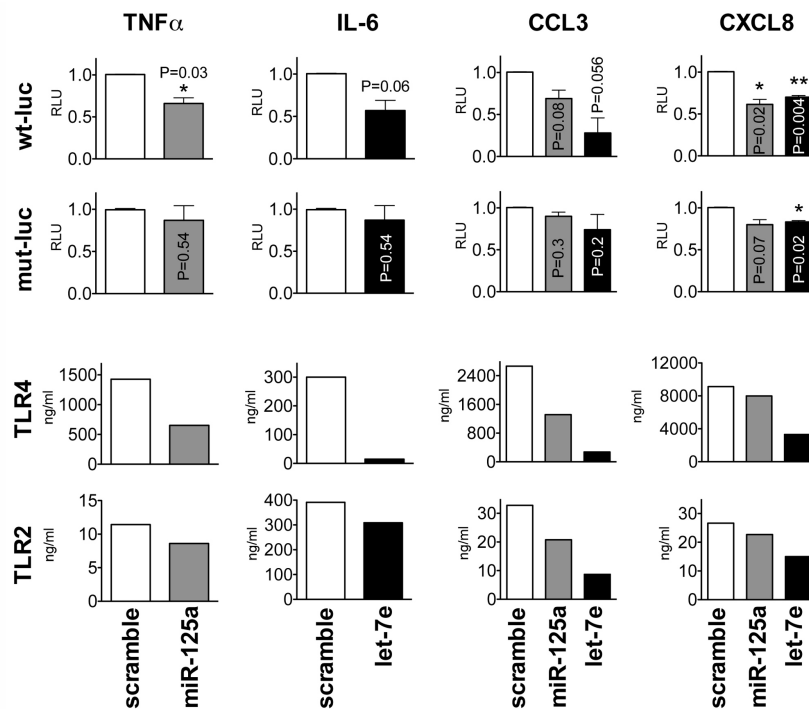 TNFα IL-6 CCL3 CXCL8
wt-luc
RLU
1.0
0.5
0.0
P=0.03
*
RLU
1.0
0.5
0.0
P=0.06
RLU
1.0
0.5
0.0
P=0.08
P=0.056
RLU
1.0
0.5
0.0
*
P=0.02
**
P=0.004
mut-luc
RLU
1.0
0.5
0.0
P=0.54
RLU
1.0
0.5
0.0
P=0.54
RLU
1.0
0.5
0.0
P=0.3
P=0.2
RLU
1.0
0.5
0.0
P=0.07
*
P=0.02
TLR4
ng/ml
1500
1000
500
0
ng/ml
300
200
100
0
ng/ml
2400
1600
800
0
ng/ml
12000
8000
4000
0
TLR2
ng/ml
15
10
5
0
ng/ml
400
300
200
100
0
ng/ml
30
20
10
0
ng/ml
30
20
10
0
scramble
miR-125a
scramble
let-7e
scramble
miR-125a
let-7e
scramble
miR-125a
let-7e